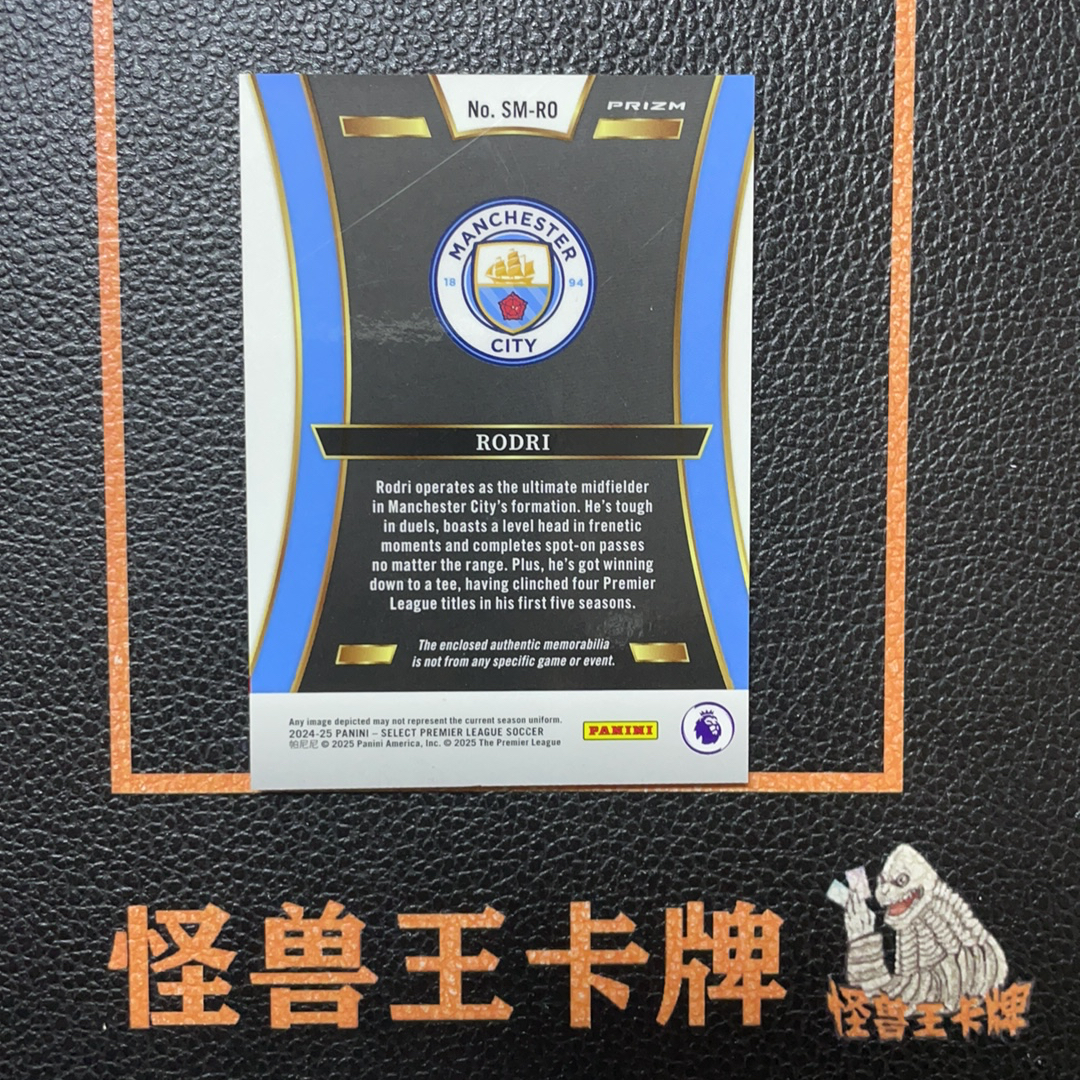 No. SM-RO
PRIZM
MANCHESTER
18 94
CITY
RODRI
Rodri operates as the ultimate midfielder
in Manchester City's formation. He's tough
in duels, boasts a level head in frenetic
moments and completes spot-on passes
no matter the range. Plus, he's got winning
down to a tee, having clinched four Premier
League titles in his first five seasons.
The enclosed authentic memorabilia
is not from any specific game or event.
Any image depicted may not represent the current season uniform.
2024-25 PANINI – SELECT PREMIER LEAGUE SOCCER
帕尼尼 © 2025 Panini America, Inc. © 2025 The Premier League
PANINI
怪兽王卡牌
怪兽王卡牌